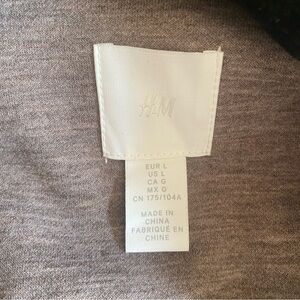 H&M
EUR L
US L
CA G
MX G
CN 175/104A
MADE IN
CHINA
FABRIQUÉ EN
CHINE